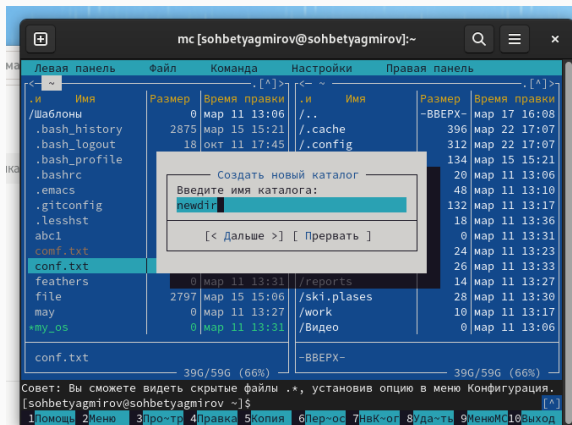 mc [sohbetyagmirov@sohbetyagmirov]:~
Левая панель Файл Команда Настройки Правая панель
<- ~ .[^]> <- ~ .[^]>
.и Имя Размер Время правки .и Имя Размер Время правки
/Шаблоны 0 мар 11 13:06 /.. -ВВЕРХ- мар 17 16:08
.bash_history 2875 мар 15 15:21 /.cache 396 мар 22 17:07
.bash_logout 18 окт 11 17:45 /.config 312 мар 22 17:07
.bash_profile 134 мар 15 15:21
.bashrc Создать новый каталог 20 мар 11 13:06
.emacs Введите имя каталога: 48 мар 11 13:10
.gitconfig newdir 132 мар 11 13:17
.lesshst 18 мар 11 13:36
abc1 [< Дальше >] [ Прервать ] 0 мар 11 13:31
comf.txt 24 мар 11 13:23
conf.txt 26 мар 11 13:33
feathers 0 мар 11 13:31 /reports 14 мар 11 13:27
file 2797 мар 15 15:06 /ski.plases 28 мар 11 13:30
may 0 мар 11 13:27 /work 10 мар 11 13:17
*my_os 0 мар 11 13:31 /Видео 0 мар 11 13:06
conf.txt -ВВЕРХ-
39G/59G (66%) 39G/59G (66%)
Совет: Вы сможете видеть скрытые файлы .*, установив опцию в меню Конфигурация.
[sohbetyagmirov@sohbetyagmirov ~]$ [^]
1Помощь 2Меню 3Про~тр 4Правка 5Копия 6Пер~ос 7НвК~ог 8Уда~ть 9МенюMC 10Выход